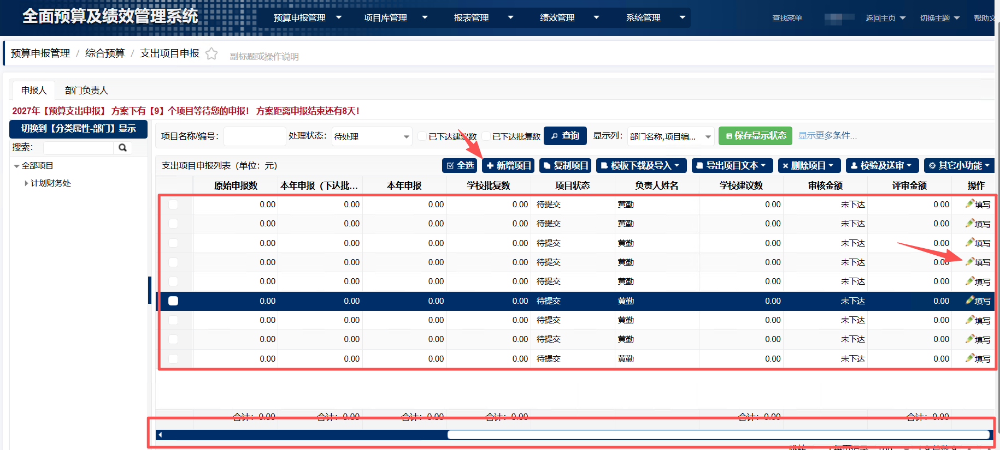 全面预算及绩效管理系统
预算申报管理 项目库管理 报表管理 绩效管理 系统管理 查找菜单 返回主页 切换主题 帮助文
预算申报管理 / 综合预算 / 支出项目申报 副标题或操作说明
申报人 部门负责人
2027年【预算支出申报】 方案下有【9】个项目等待您的申报! 方案距离申报结束还有8天!
切换到【分类属性-部门】显示
搜索:
全部项目
计划财务处
项目名称/编号: 处理状态: 待处理 已下达建议数 已下达批复数 查询 显示列: 部门名称,项目编... 保存显示状态 显示更多条件...
支出项目申报列表(单位:元) 全选 新增项目 复制项目 模板下载及导入 导出项目文本 删除项目 校验及送审 其它小功能
原始申报数 本年申报(下达批... 本年申报 学校批复数 项目状态 负责人姓名 学校建议数 审核金额 评审金额 操作
0.00 0.00 0.00 0.00 待提交 黄勤 0.00 未下达 0.00 填写
0.00 0.00 0.00 0.00 待提交 黄勤 0.00 未下达 0.00 填写
0.00 0.00 0.00 0.00 待提交 黄勤 0.00 未下达 0.00 填写
0.00 0.00 0.00 0.00 待提交 黄勤 0.00 未下达 0.00 填写
0.00 0.00 0.00 0.00 待提交 黄勤 0.00 未下达 0.00 填写
0.00 0.00 0.00 0.00 待提交 黄勤 0.00 未下达 0.00 填写
0.00 0.00 0.00 0.00 待提交 黄勤 0.00 未下达 0.00 填写
0.00 0.00 0.00 0.00 待提交 黄勤 0.00 未下达 0.00 填写
0.00 0.00 0.00 0.00 待提交 黄勤 0.00 未下达 0.00 填写
合计: 0.00 合计: 0.00 合计: 0.00 合计: 0.00 合计: 0.00 合计: 0.00